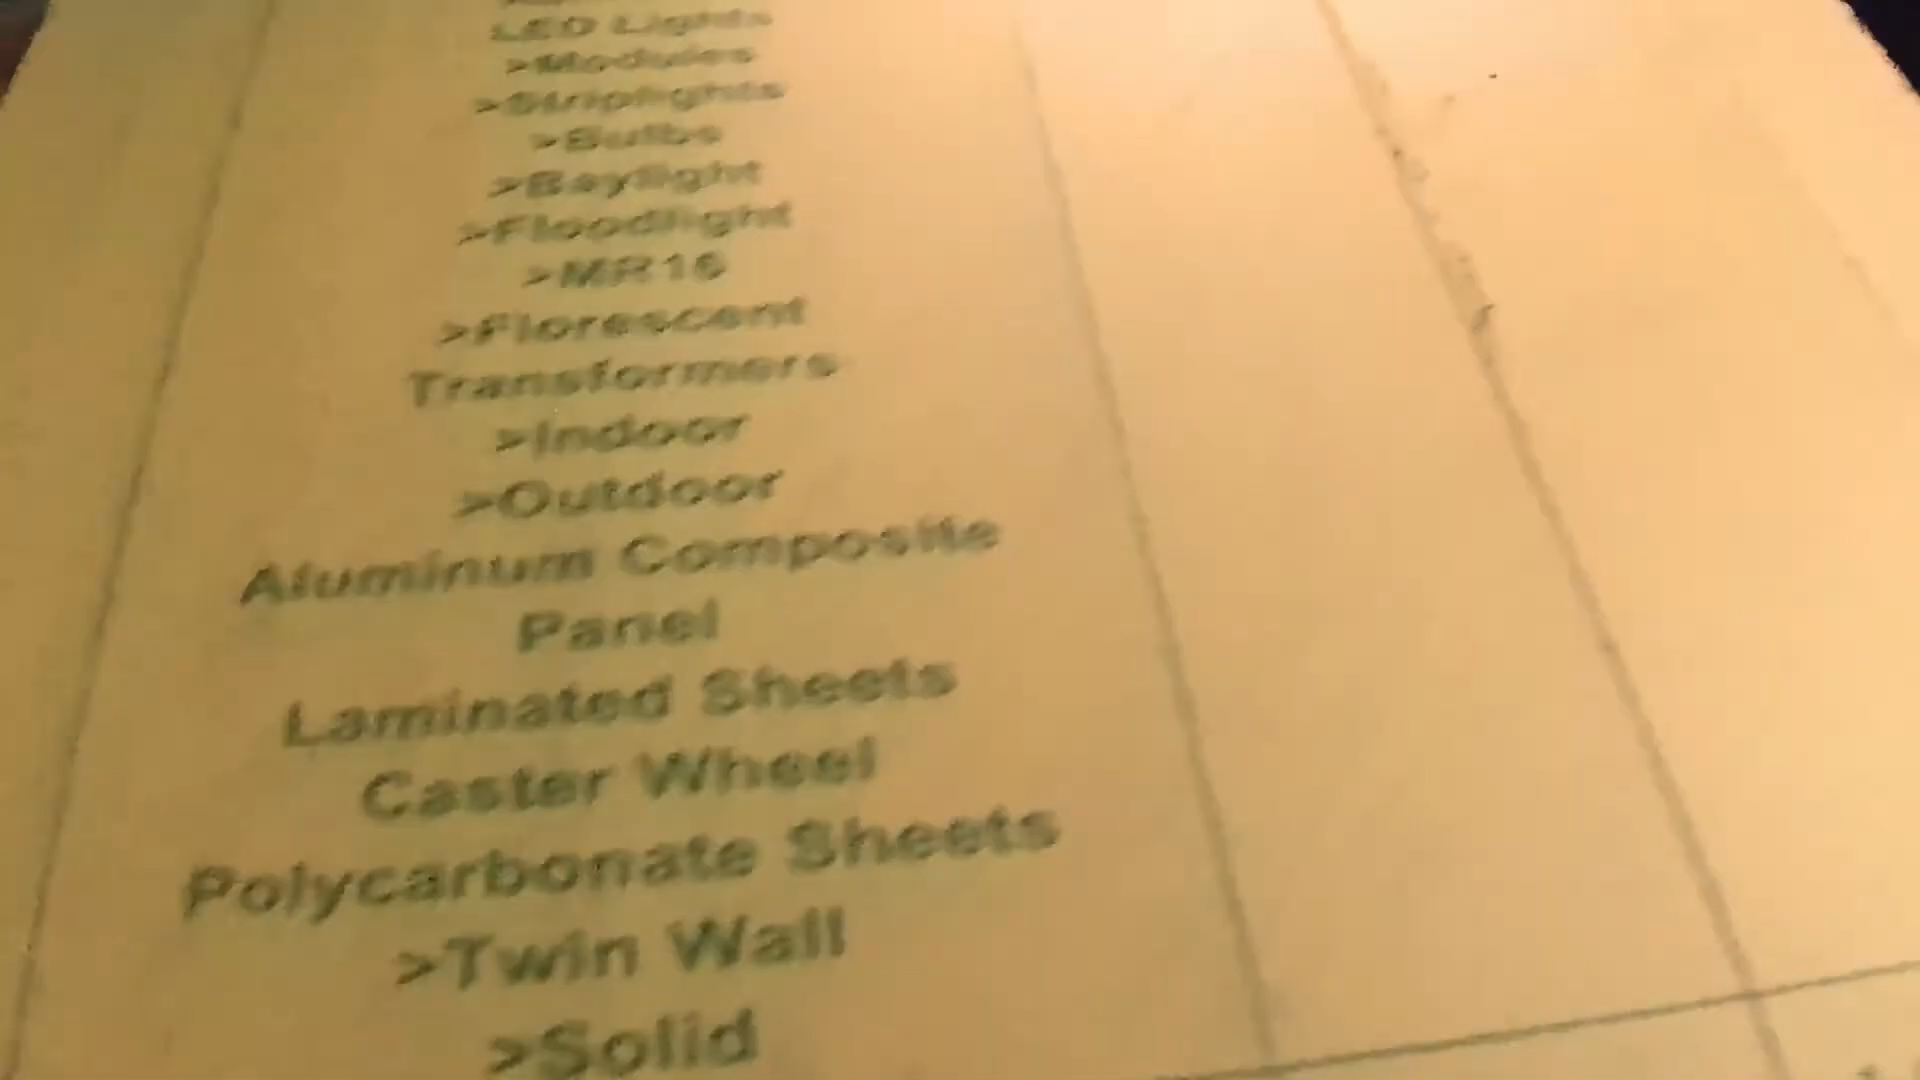 LED Lights
>Modules
>Striplights
>Bulbs
>Baylight
>Floodlight
>MR16
>Florescent
Transformers
>Indoor
>Outdoor
Aluminum Composite
Panel
Laminated Sheets
Caster Wheel
Polycarbonate Sheets
>Twin Wall
>Solid